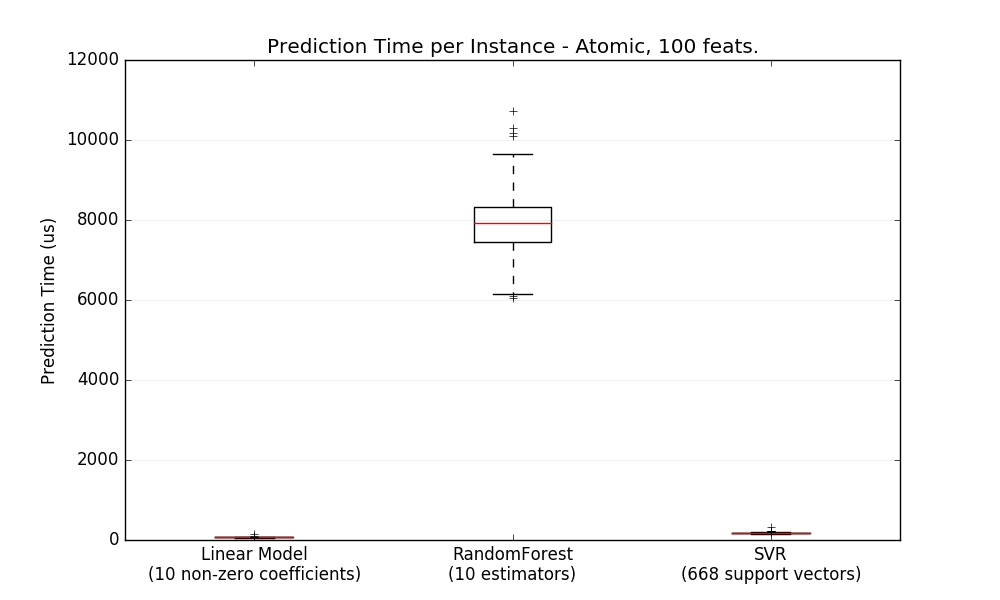 Prediction Time per Instance - Atomic, 100 feats.
12000
10000
8000
6000
4000
2000
0
Prediction Time (us)
Linear Model
(10 non-zero coefficients)
RandomForest
(10 estimators)
SVR
(668 support vectors)